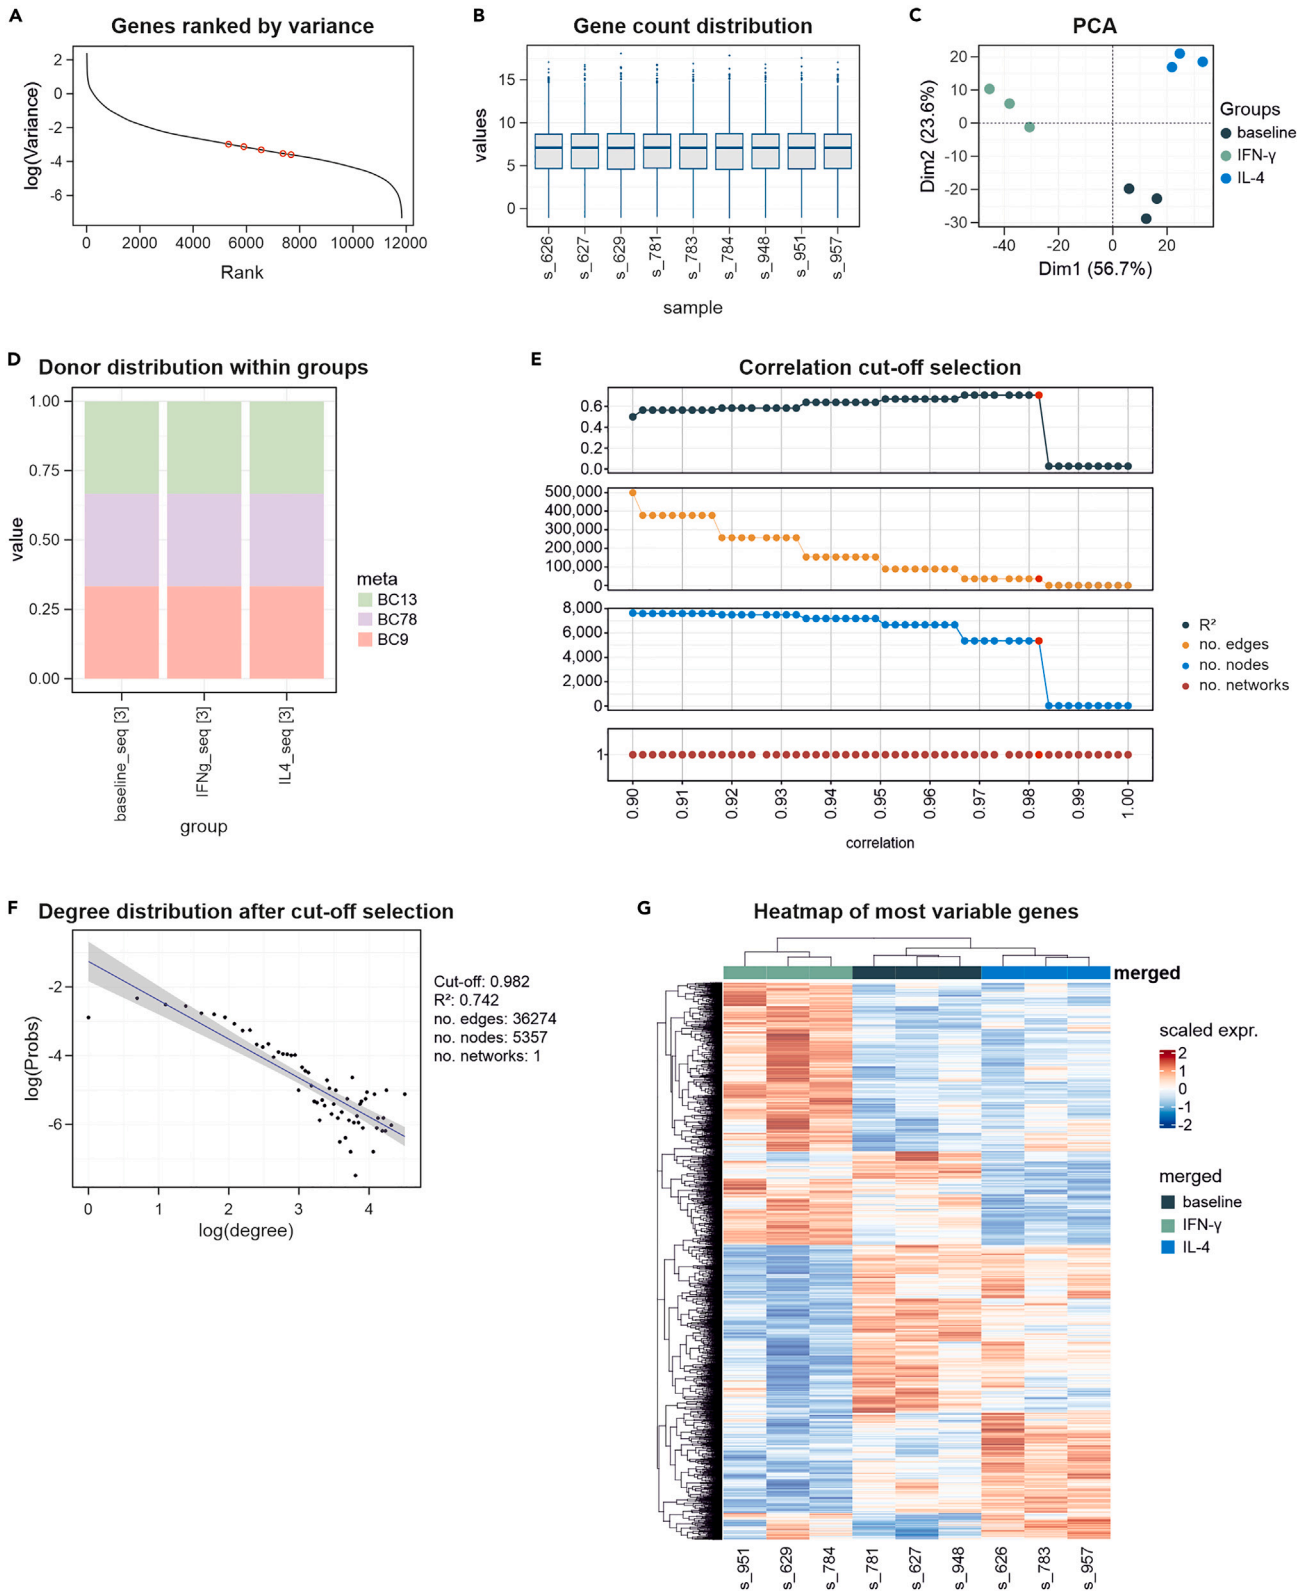 A
Genes ranked by variance
log(Variance)
2
0
-2
-4
-6
0 2000 4000 6000 8000 10000 12000
Rank
B
Gene count distribution
values
15
10
5
0
s_626 s_627 s_629 s_781 s_783 s_784 s_948 s_951 s_957
sample
C
PCA
Dim2 (23.6%)
20
10
0
-10
-20
-30
-40 -20 0 20
Dim1 (56.7%)
Groups
baseline
IFN-γ
IL-4
D
Donor distribution within groups
value
1.00
0.75
0.50
0.25
0.00
baseline_seq [3] IFNg_seq [3] IL4_seq [3]
group
meta
BC13
BC78
BC9
E
Correlation cut-off selection
0.6
0.4
0.2
0.0
500,000
400,000
300,000
200,000
100,000
0
8,000
6,000
4,000
2,000
0
1
0.90 0.91 0.92 0.93 0.94 0.95 0.96 0.97 0.98 0.99 1.00
correlation
R²
no. edges
no. nodes
no. networks
F
Degree distribution after cut-off selection
log(Probs)
-2
-4
-6
0 1 2 3 4
log(degree)
Cut-off: 0.982
R²: 0.742
no. edges: 36274
no. nodes: 5357
no. networks: 1
G
Heatmap of most variable genes
merged
s_951 s_629 s_784 s_781 s_627 s_948 s_626 s_783 s_957
scaled expr.
2
1
0
-1
-2
merged
baseline
IFN-γ
IL-4